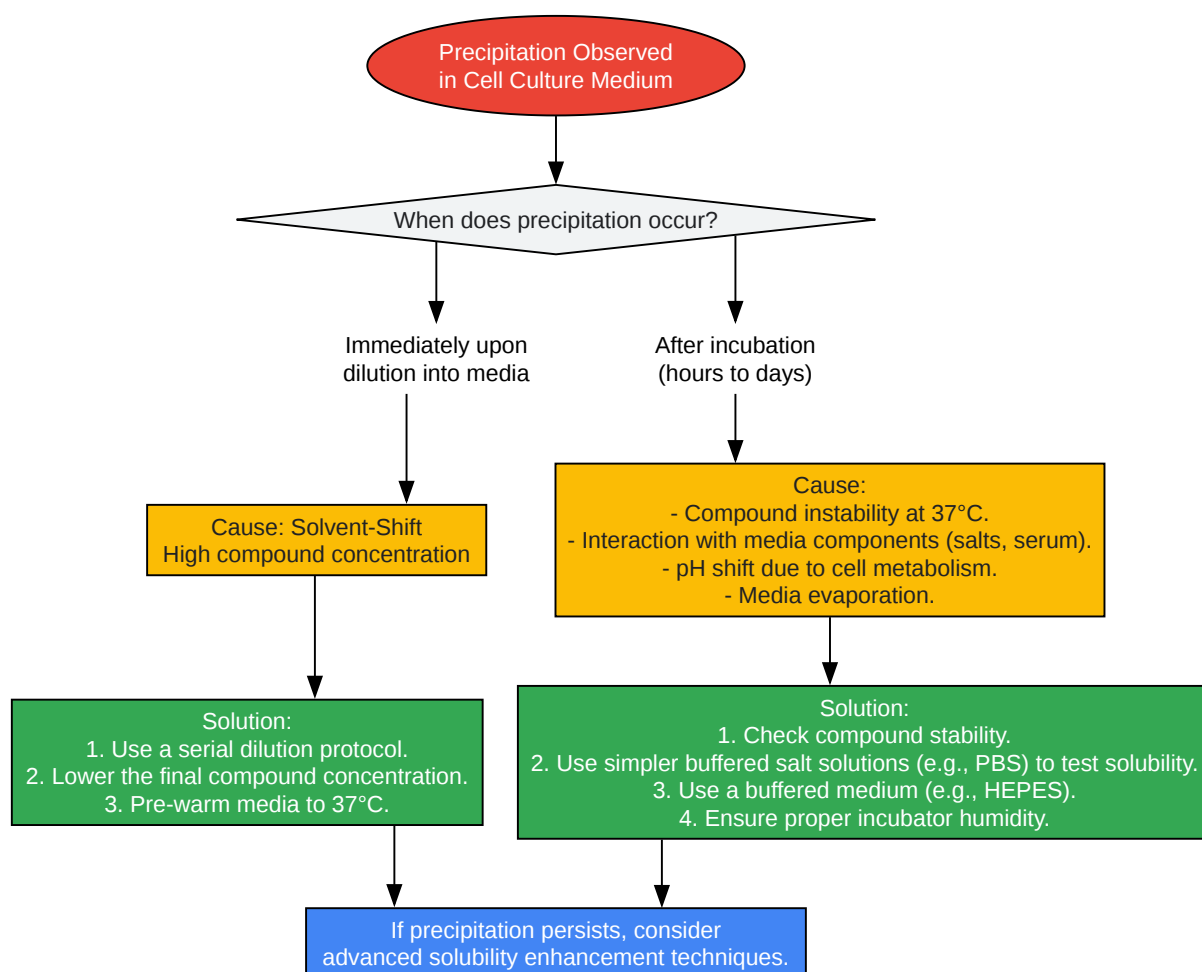 Precipitation Observed
in Cell Culture Medium
When does precipitation occur?
Immediately upon
dilution into media
After incubation
(hours to days)
Cause: Solvent-Shift
High compound concentration
Cause:
- Compound instability at 37°C.
- Interaction with media components (salts, serum).
- pH shift due to cell metabolism.
- Media evaporation.
Solution:
1. Use a serial dilution protocol.
2. Lower the final compound concentration.
3. Pre-warm media to 37°C.
Solution:
1. Check compound stability.
2. Use simpler buffered salt solutions (e.g., PBS) to test solubility.
3. Use a buffered medium (e.g., HEPES).
4. Ensure proper incubator humidity.
If precipitation persists, consider
advanced solubility enhancement techniques.